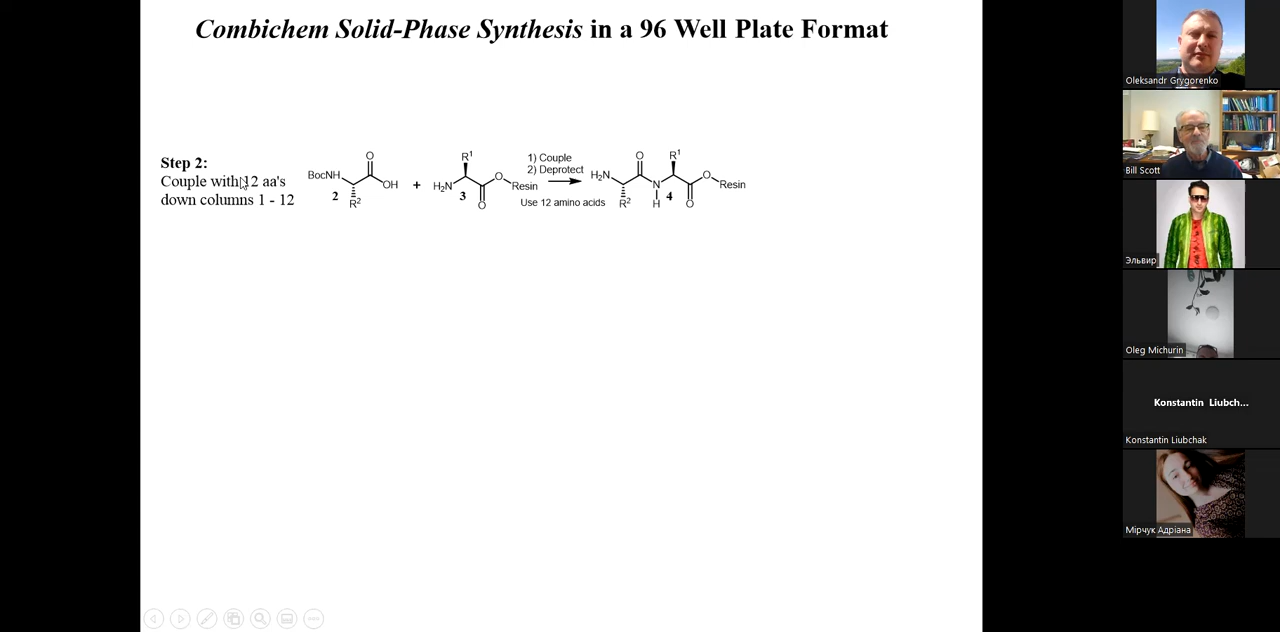 Combichem Solid-Phase Synthesis in a 96 Well Plate Format
Step 2:
Couple with 12 aa's
down columns 1 - 12
BocNH
O
OH
R2
2
+
R1
H2N
O
O
Resin
3
1) Couple
2) Deprotect
Use 12 amino acids
H2N
O
R2
N
H
R1
4
O
O
Resin
Oleksandr Grygorenko
Bill Scott
Эльвир
Oleg Michurin
Konstantin Liubch...
Konstantin Liubchak
Мірчук Адріана